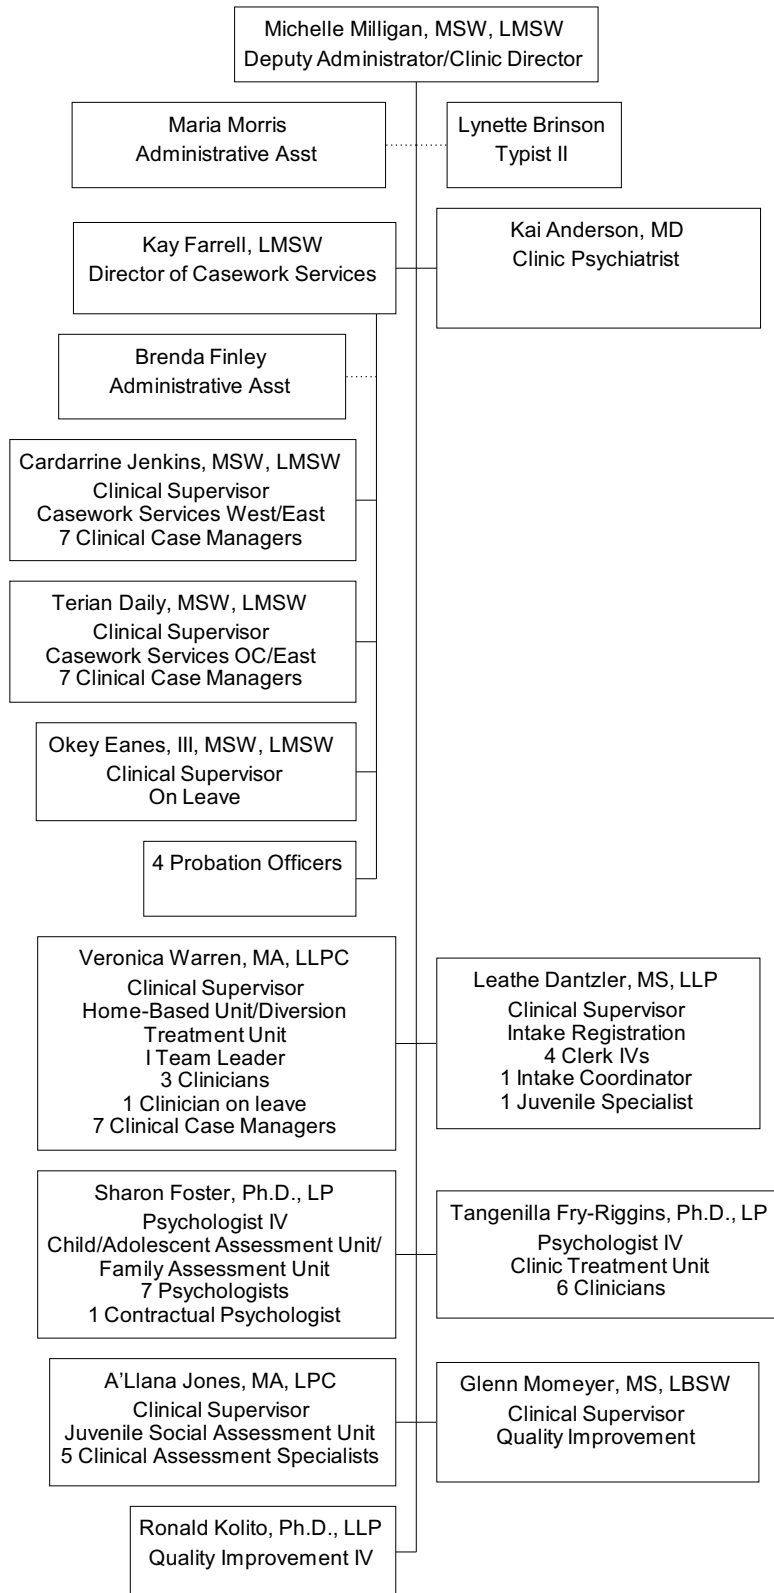 Michelle Milligan, MSW, LMSW
Deputy Administrator/Clinic Director
Maria Morris
Administrative Asst
Lynette Brinson
Typist II
Kay Farrell, LMSW
Director of Casework Services
Kai Anderson, MD
Clinic Psychiatrist
Brenda Finley
Administrative Asst
Cardarrine Jenkins, MSW, LMSW
Clinical Supervisor
Casework Services West/East
7 Clinical Case Managers
Terian Daily, MSW, LMSW
Clinical Supervisor
Casework Services OC/East
7 Clinical Case Managers
Okey Eanes, III, MSW, LMSW
Clinical Supervisor
On Leave
4 Probation Officers
Veronica Warren, MA, LLPC
Clinical Supervisor
Home-Based Unit/Diversion
Treatment Unit
I Team Leader
3 Clinicians
1 Clinician on leave
7 Clinical Case Managers
Leathe Dantzler, MS, LLP
Clinical Supervisor
Intake Registration
4 Clerk IVs
1 Intake Coordinator
1 Juvenile Specialist
Sharon Foster, Ph.D., LP
Psychologist IV
Child/Adolescent Assessment Unit/
Family Assessment Unit
7 Psychologists
1 Contractual Psychologist
Tangenilla Fry-Riggins, Ph.D., LP
Psychologist IV
Clinic Treatment Unit
6 Clinicians
A'Llana Jones, MA, LPC
Clinical Supervisor
Juvenile Social Assessment Unit
5 Clinical Assessment Specialists
Glenn Momeyer, MS, LBSW
Clinical Supervisor
Quality Improvement
Ronald Kolito, Ph.D., LLP
Quality Improvement IV